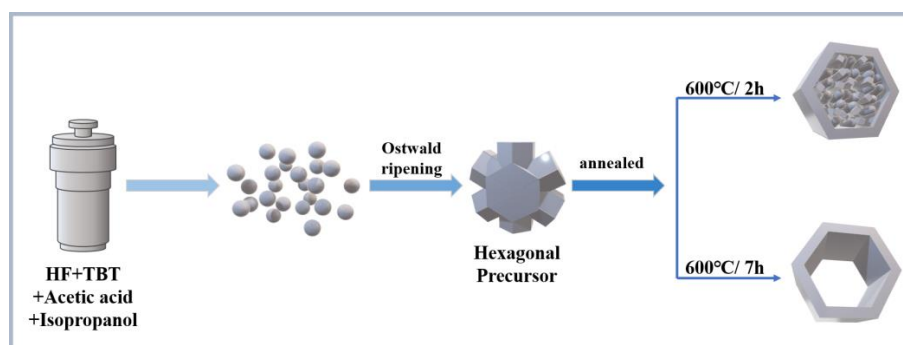 HF+TBT
+Acetic acid
+Isopropanol
Ostwald
ripening
Hexagonal
Precursor
annealed
600℃/ 2h
600℃/ 7h